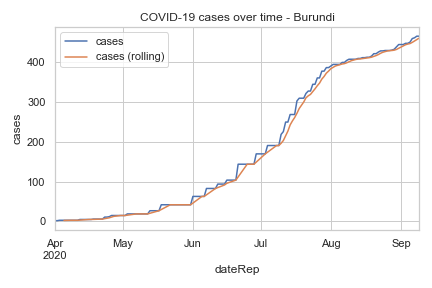 COVID-19 cases over time - Burundi
cases
cases (rolling)
400
300
200
100
0
cases
Apr
2020
May
Jun
Jul
Aug
Sep
dateRep